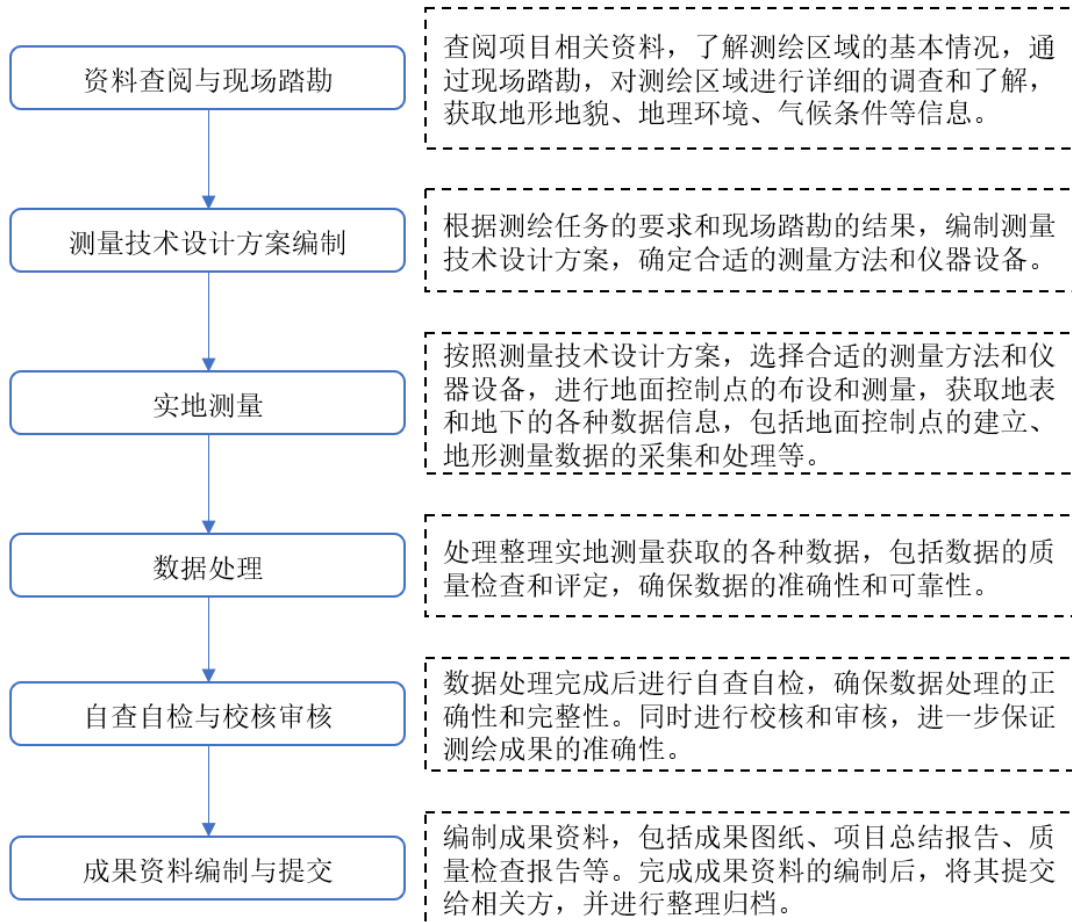 资料查阅与现场踏勘
查阅项目相关资料，了解测绘区域的基本情况，通
过现场踏勘，对测绘区域进行详细的调查和了解，
获取地形地貌、地理环境、气候条件等信息。
测量技术设计方案编制
根据测绘任务的要求和现场踏勘的结果，编制测量
技术设计方案，确定合适的测量方法和仪器设备。
实地测量
按照测量技术设计方案，选择合适的测量方法和仪
器设备，进行地面控制点的布设和测量，获取地表
和地下的各种数据信息，包括地面控制点的建立、
地形测量数据的采集和处理等。
数据处理
处理整理实地测量获取的各种数据，包括数据的质
量检查和评定，确保数据的准确性和可靠性。
自查自检与校核审核
数据处理完成后进行自查自检，确保数据处理的正
确性和完整性。同时进行校核和审核，进一步保证
测绘成果的准确性。
成果资料编制与提交
编制成果资料，包括成果图纸、项目总结报告、质
量检查报告等。完成成果资料的编制后，将其提交
给相关方，并进行整理归档。